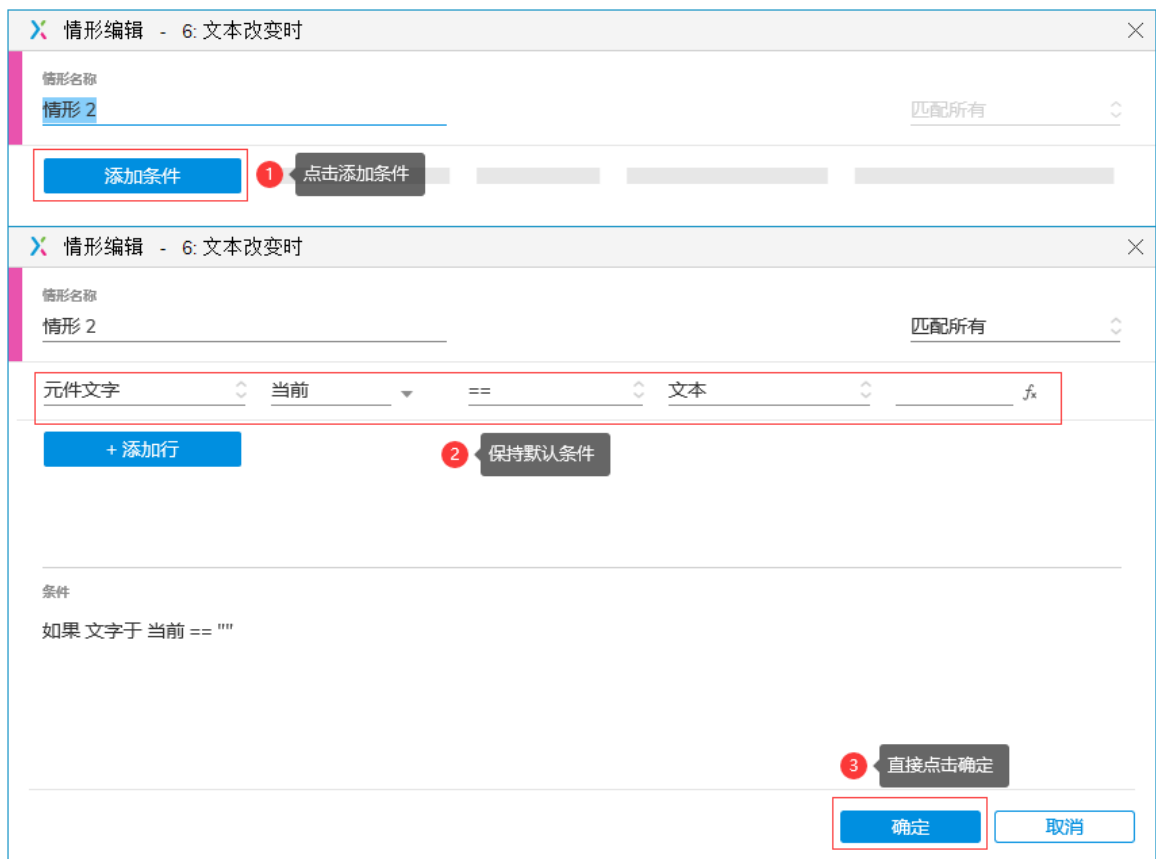 情形编辑 - 6: 文本改变时
情形名称
情形 2
匹配所有
添加条件
1
点击添加条件
情形编辑 - 6: 文本改变时
情形名称
情形 2
匹配所有
元件文字 当前 == 文本 fx
+ 添加行
2
保持默认条件
条件
如果 文字于 当前 == ""
3
直接点击确定
确定 取消